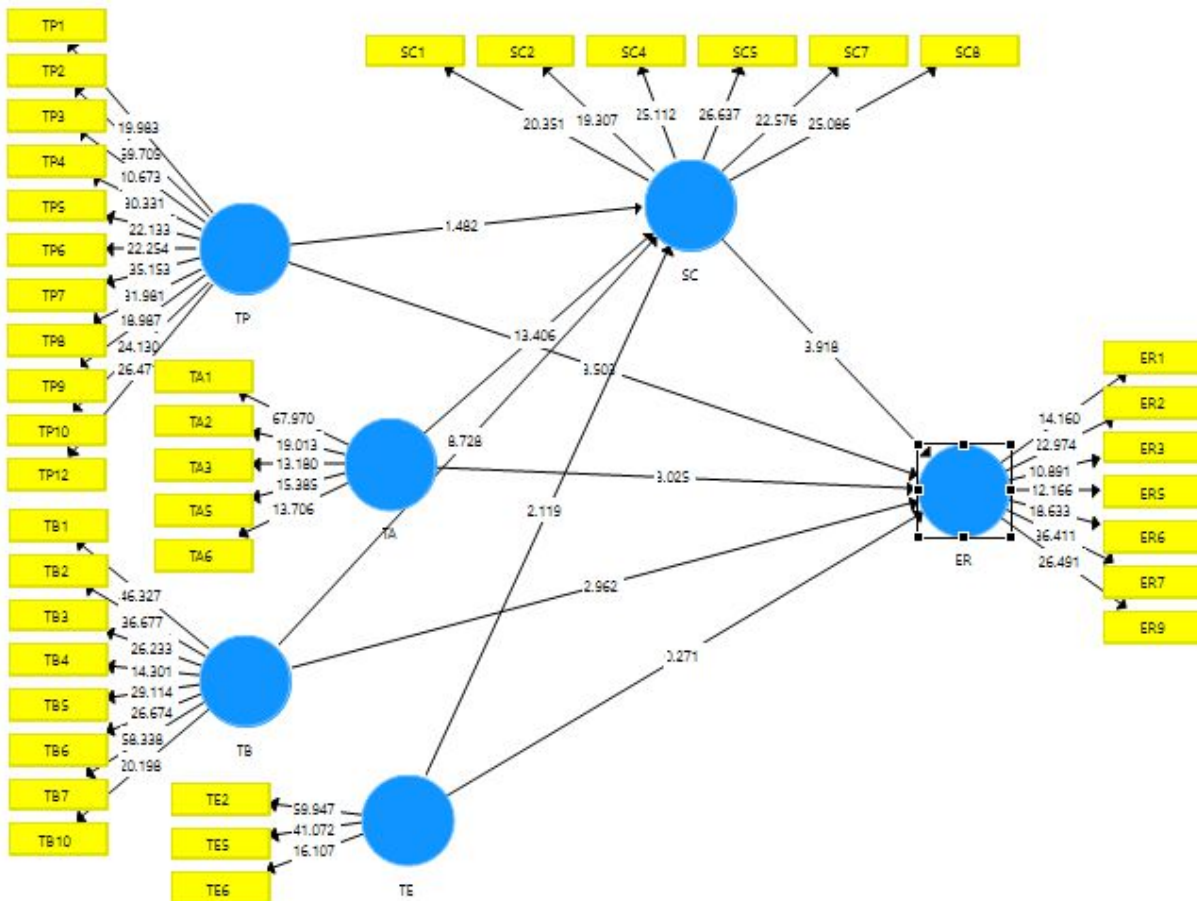 TP1
TP2
TP3
TP4
TP5
TP6
TP7
TP8
TP9
TP10
TP12
19.983
10.673
30.331
22.133
22.254
35.153
31.981
18.987
24.130
TP
SC1
SC2
SC4
SC5
SC7
SC8
20.351
19.307
25.112
26.637
22.576
25.086
SC
1.482
13.406
3.503
8.728
3.918
3.025
2.119
2.962
0.271
TA1
TA2
TA3
TA5
TA6
67.970
19.013
13.180
15.385
13.706
TA
TB1
TB2
TB3
TB4
TB5
TB6
TB7
TB10
46.327
36.677
26.233
14.301
29.114
26.674
58.338
20.198
TB
TE2
TE5
TE6
59.947
41.072
16.107
TE
ER1
ER2
ER3
ER5
ER6
ER7
ER9
14.160
22.974
10.891
12.166
18.633
36.411
26.491
ER